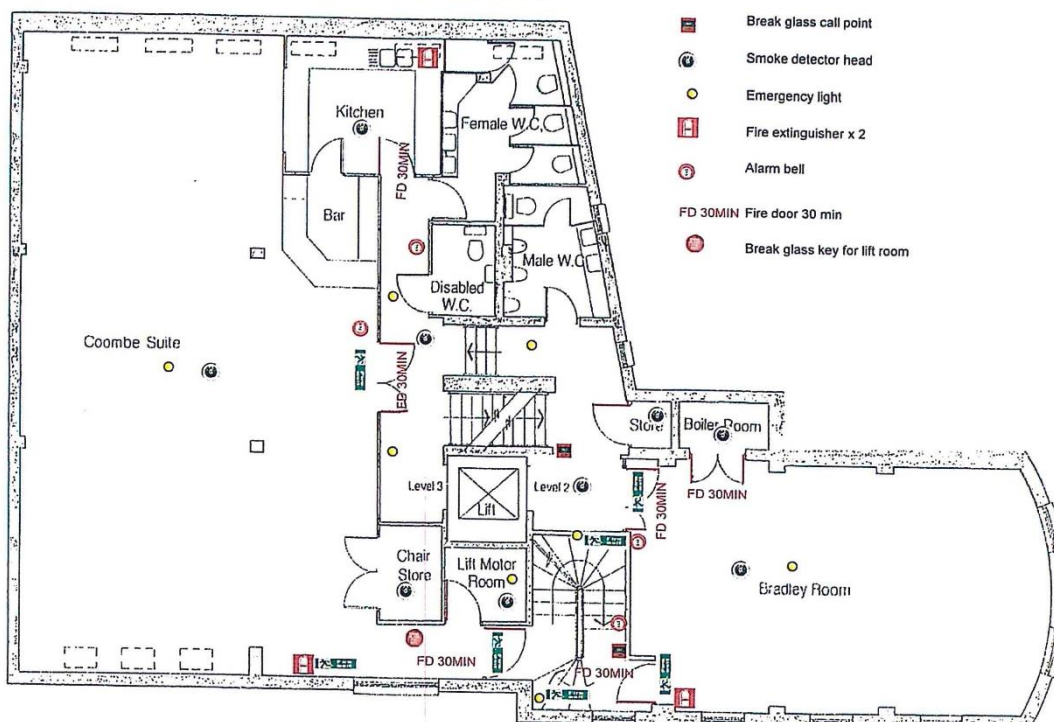 Break glass call point
Smoke detector head
Emergency light
Fire extinguisher x 2
Alarm bell
FD 30MIN Fire door 30 min
Break glass key for lift room
Kitchen
Female W.C.
FD 30MIN
Bar
Male W.C
Disabled
W.C.
Coombe Suite
FD 30MIN
Store
Boiler Room
Level 3
Level 2
Lift
FD 30MIN
FD 30MIN
Chair
Store
Lift Motor
Room
Bradley Room
FD 30MIN
FD 30MIN